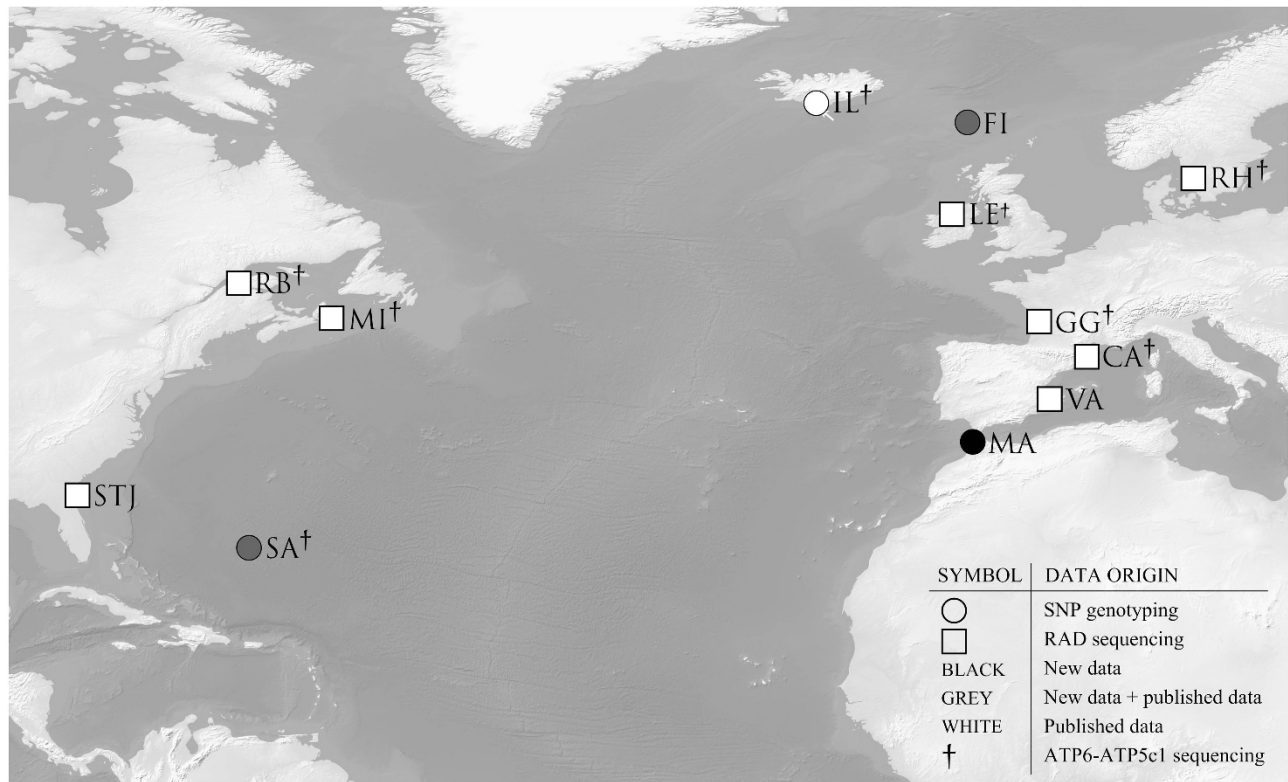 IL†
FI
RH†
LE†
RB†
MI†
GG†
CA†
VA
MA
STJ
SA†
SYMBOL DATA ORIGIN
SNP genotyping
RAD sequencing
BLACK New data
GREY New data + published data
WHITE Published data
† ATP6-ATP5c1 sequencing